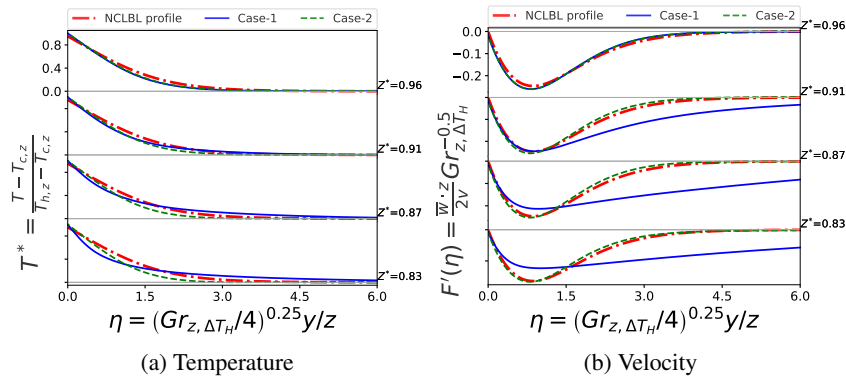 NCLBL profile Case-1 Case-2
0.8
0.4
0.0
Z*=0.96
Z*=0.91
Z*=0.87
Z*=0.83
T* = \frac{T - T_{c,z}}{T_{h,z} - T_{c,z}}
0.0 1.5 3.0 4.5 6.0
η = (Gr_{z, ΔT_H}/4)^{0.25} y/z
(a) Temperature
NCLBL profile Case-1 Case-2
0.0
−0.1
−0.2
Z*=0.96
Z*=0.91
Z*=0.87
Z*=0.83
F'(η) = \frac{w·z}{2ν} Gr_{z, ΔT_H}^{-0.5}
0.0 1.5 3.0 4.5 6.0
η = (Gr_{z, ΔT_H}/4)^{0.25} y/z
(b) Velocity